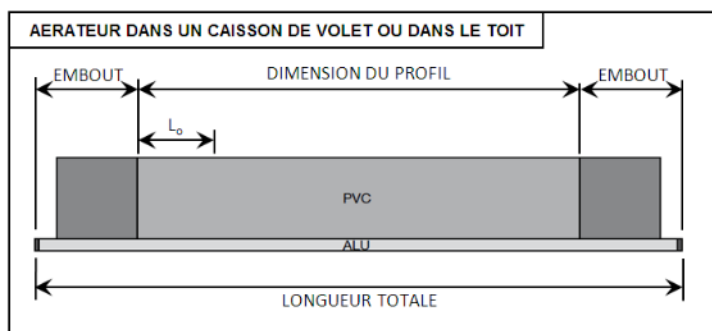 AERATEUR DANS UN CAISSON DE VOLET OU DANS LE TOIT
EMBOUT DIMENSION DU PROFIL EMBOUT
Lo
PVC
ALU
LONGUEUR TOTALE